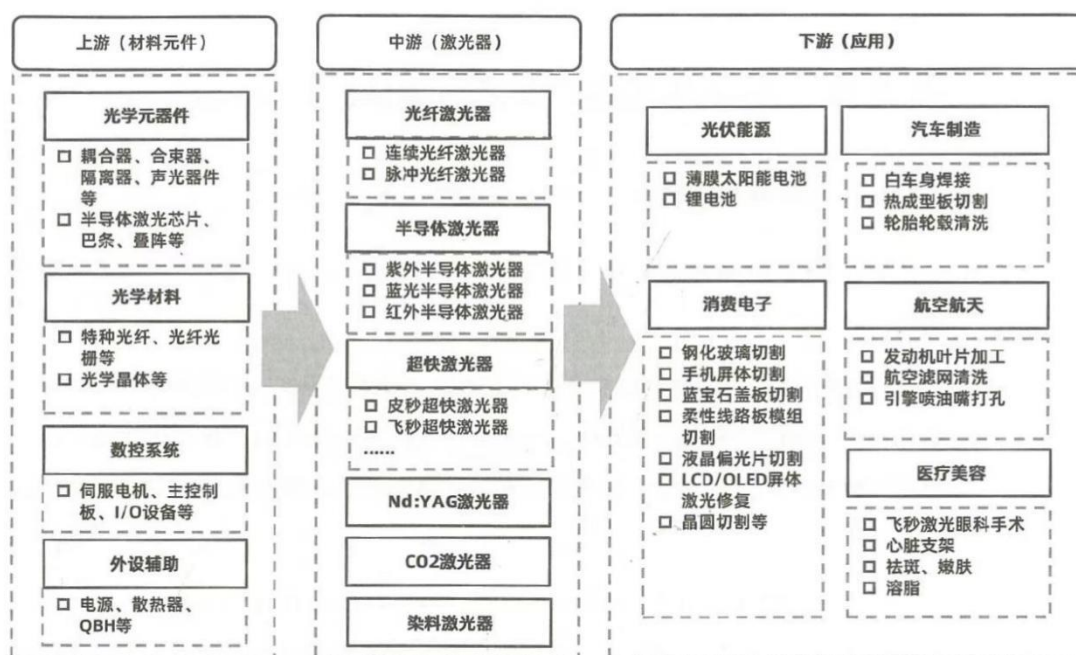 上游（材料元件）
光学元器件
耦合器、合束器、
隔离器、声光器件
等
半导体激光芯片、
巴条、叠阵等
光学材料
特种光纤、光纤光
栅等
光学晶体等
数控系统
伺服电机、主控制
板、I/O设备等
外设辅助
电源、散热器、
QBH等
中游（激光器）
光纤激光器
连续光纤激光器
脉冲光纤激光器
半导体激光器
紫外半导体激光器
蓝光半导体激光器
红外半导体激光器
超快激光器
皮秒超快激光器
飞秒超快激光器
……
Nd:YAG激光器
CO2激光器
染料激光器
下游（应用）
光伏能源
薄膜太阳能电池
锂电池
消费电子
钢化玻璃切割
手机屏体切割
蓝宝石盖板切割
柔性线路板模组
切割
液晶偏光片切割
LCD/OLED屏体
激光修复
晶圆切割等
汽车制造
白车身焊接
热成型板切割
轮胎轮毂清洗
航空航天
发动机叶片加工
航空滤网清洗
引擎喷油嘴打孔
医疗美容
飞秒激光眼科手术
心脏支架
祛斑、嫩肤
溶脂